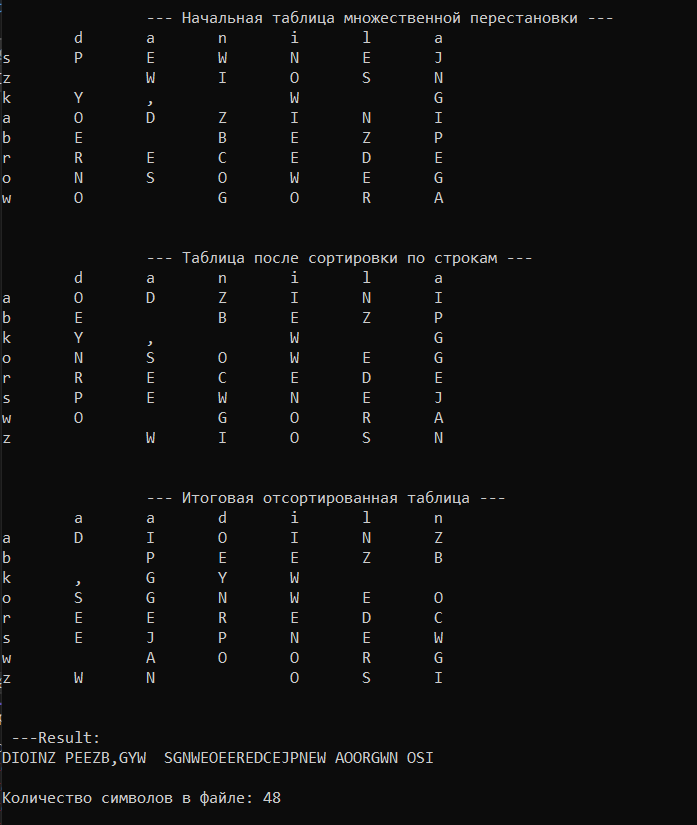 --- Начальная таблица множественной перестановки ---
d a n i l a
s P E W N E J
z W I O S N
k Y , W G
a O D Z I N I
b E B E Z P
r R E C E D E
o N S O W E G
w O G O R A
--- Таблица после сортировки по строкам ---
d a n i l a
a O D Z I N I
b E B E Z P
k Y , W G
o N S O W E G
r R E C E D E
s P E W N E J
w O G O R A
z W I O S N
--- Итоговая отсортированная таблица ---
a a d i l n
a D I O I N Z
b P E E Z B
k , G Y W
o S G N W E O
r E E R E D C
s E J P N E W
w A O O R G
z W N O S I
---Result:
DIOINZ PEEZB,GYW  SGNWEOEEREDCEJPNEW AOORGWN OSI
Количество символов в файле: 48